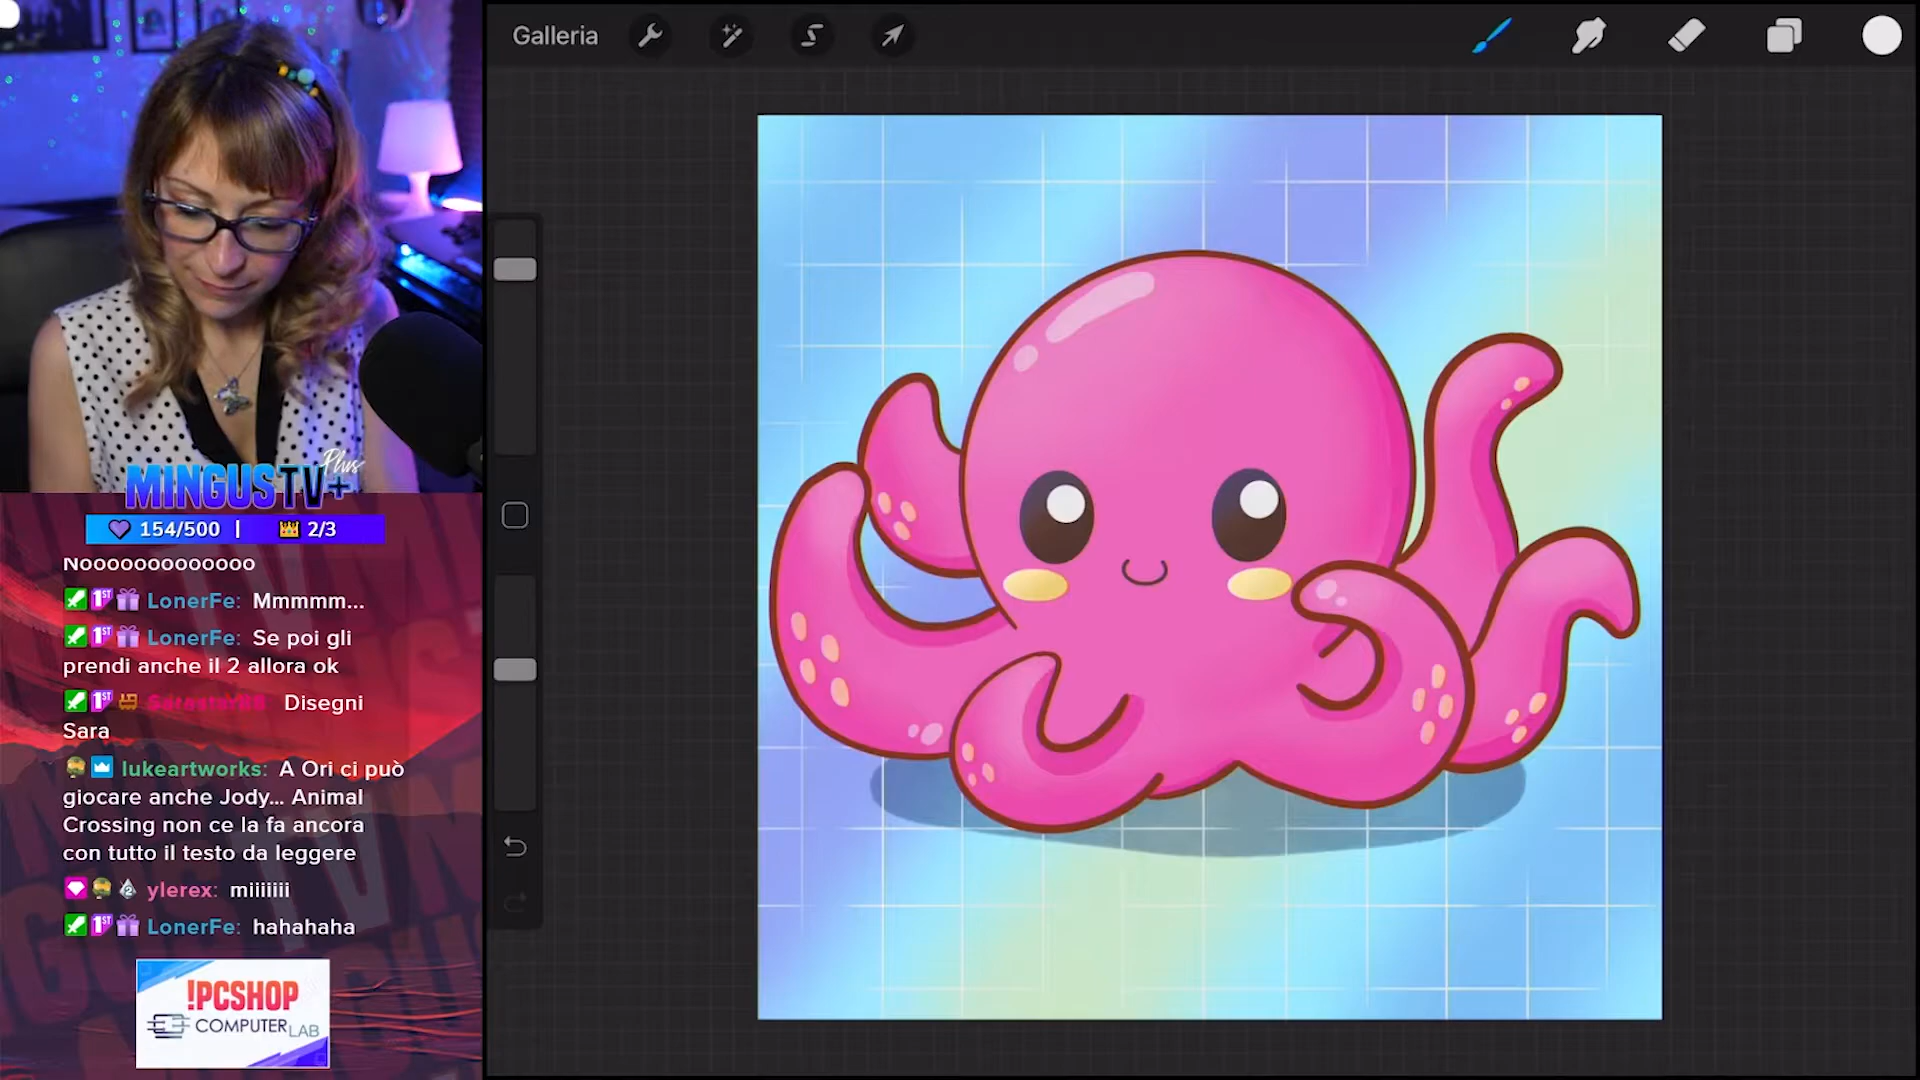 Galleria
MINGUSTV+
Plus
154/500 | 2/3
Nooooooooooooo
LonerFe: Mmmmm...
LonerFe: Se poi gli
prendi anche il 2 allora ok
Disegni
Sara
lukeartworks: A Ori ci può
giocare anche Jody... Animal
Crossing non ce la fa ancora
con tutto il testo da leggere
ylerex: miiiiiii
LonerFe: hahahaha
!PCSHOP
COMPUTER LAB